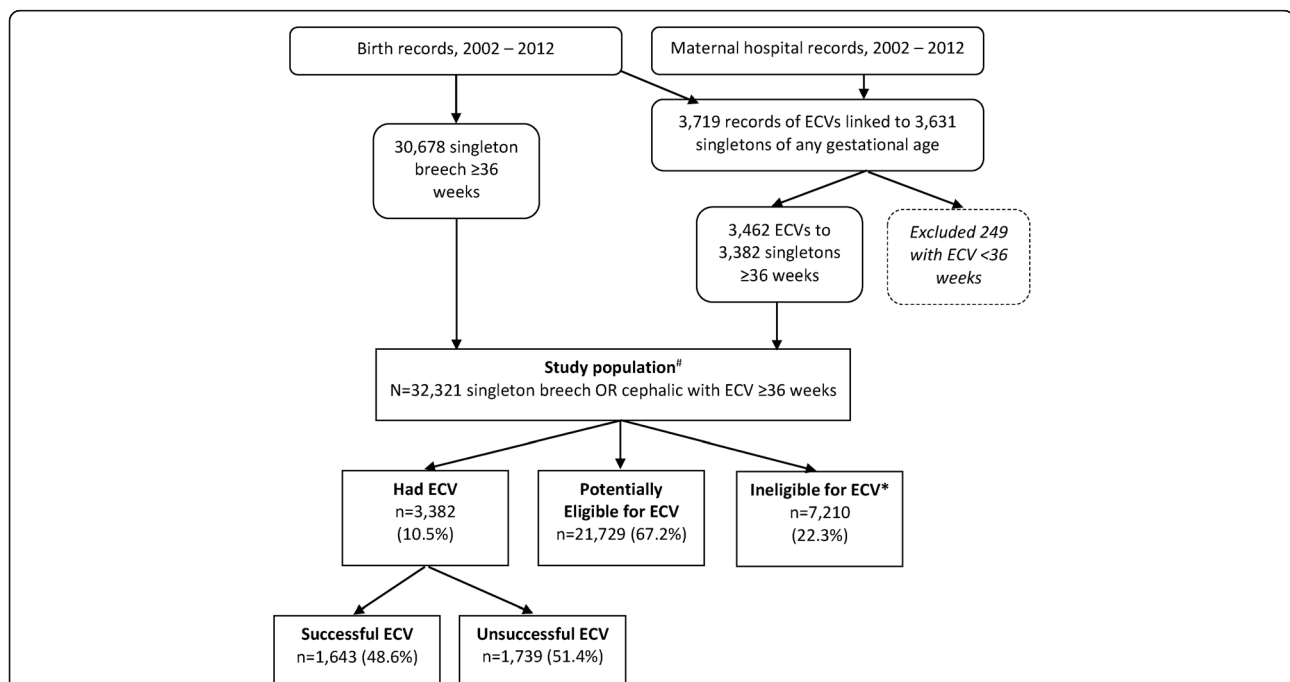 Birth records, 2002 – 2012
Maternal hospital records, 2002 – 2012
3,719 records of ECVs linked to 3,631
singletons of any gestational age
30,678 singleton
breech ≥36
weeks
3,462 ECVs to
3,382 singletons
≥36 weeks
Excluded 249
with ECV <36
weeks
Study population#
N=32,321 singleton breech OR cephalic with ECV ≥36 weeks
Had ECV
n=3,382
(10.5%)
Potentially
Eligible for ECV
n=21,729 (67.2%)
Ineligible for ECV*
n=7,210
(22.3%)
Successful ECV
n=1,643 (48.6%)
Unsuccessful ECV
n=1,739 (51.4%)